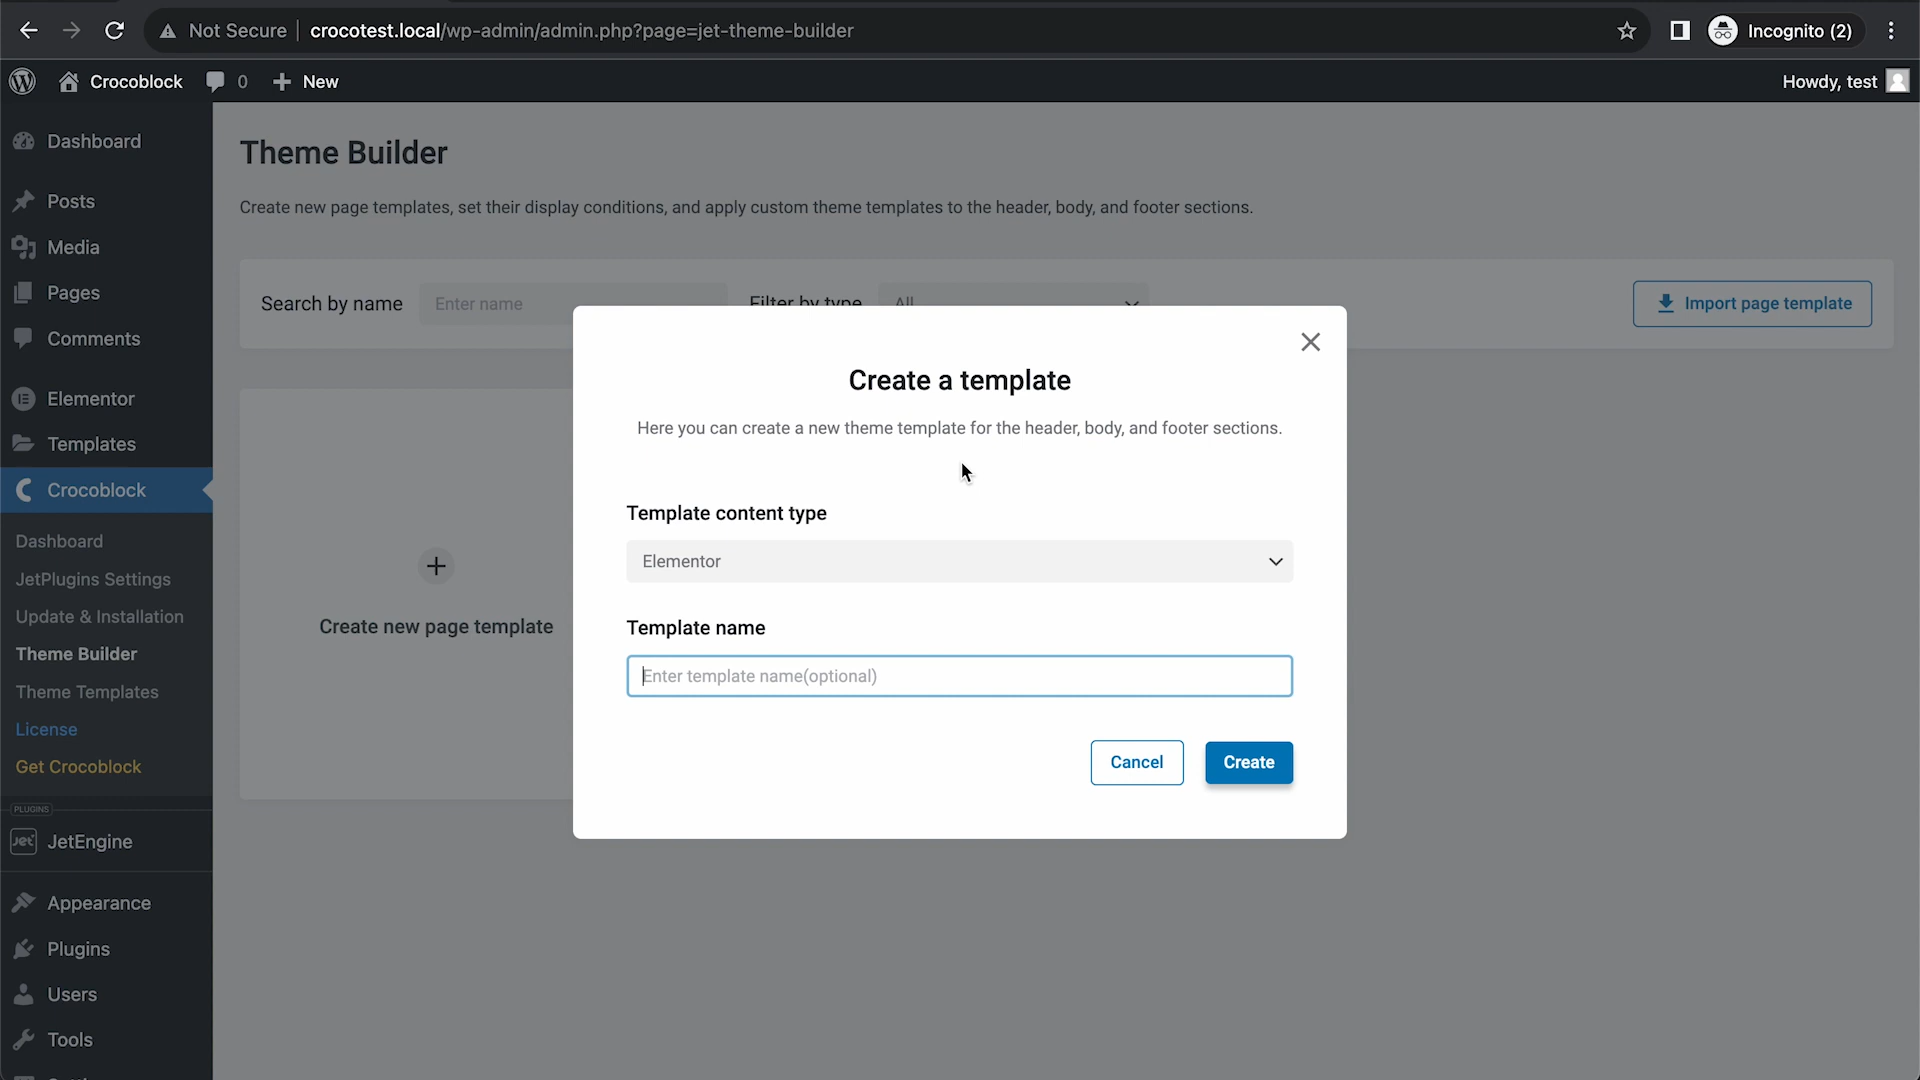 Not Secure
crocotest.local/wp-admin/admin.php?page=jet-theme-builder
Incognito (2)
Crocoblock
0
New
Howdy, test
Dashboard
Posts
Media
Pages
Comments
Elementor
Templates
Crocoblock
Dashboard
JetPlugins Settings
Update & Installation
Theme Builder
Theme Templates
License
Get Crocoblock
PLUGINS
Jet
JetEngine
Appearance
Plugins
Users
Tools
Theme Builder
Create new page templates, set their display conditions, and apply custom theme templates to the header, body, and footer sections.
Search by name
Enter name
Filter by type
All
Import page template
Create new page template
Create a template
Here you can create a new theme template for the header, body, and footer sections.
Template content type
Elementor
Template name
Enter template name(optional)
Cancel
Create